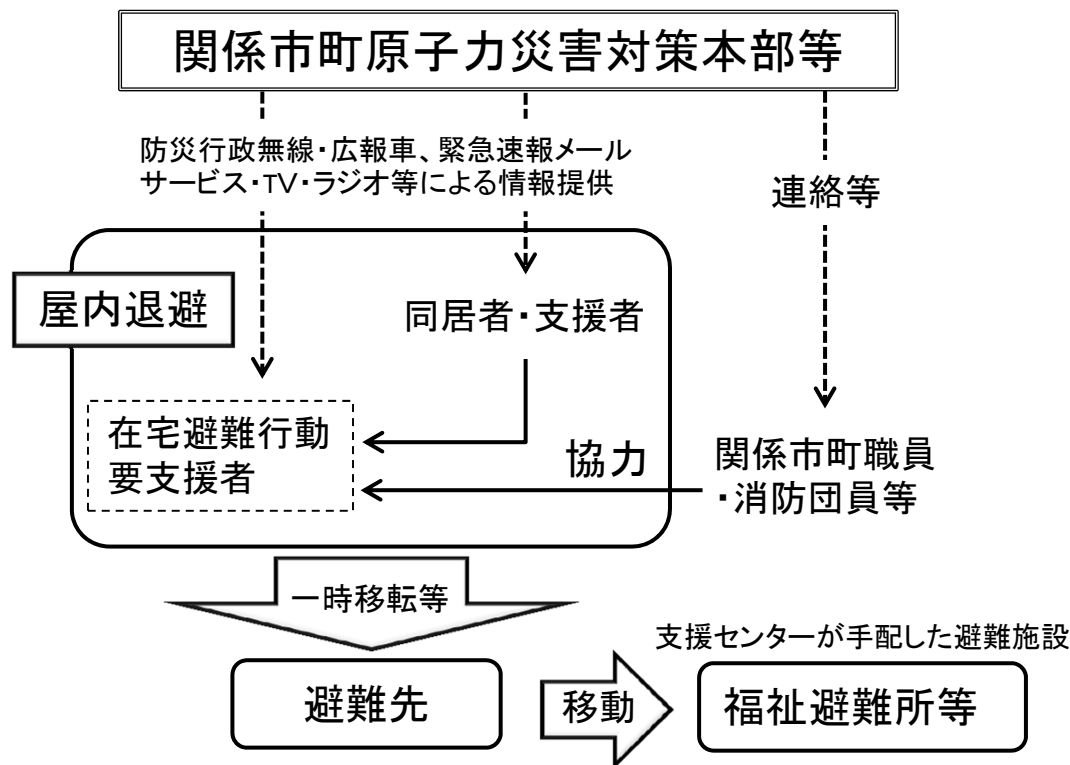 関係市町原子力災害対策本部等
防災行政無線・広報車、緊急速報メール
サービス・TV・ラジオ等による情報提供
連絡等
屋内退避
同居者・支援者
在宅避難行動
要支援者
協力
関係市町職員
・消防団員等
一時移転等
支援センターが手配した避難施設
避難先
移動
福祉避難所等